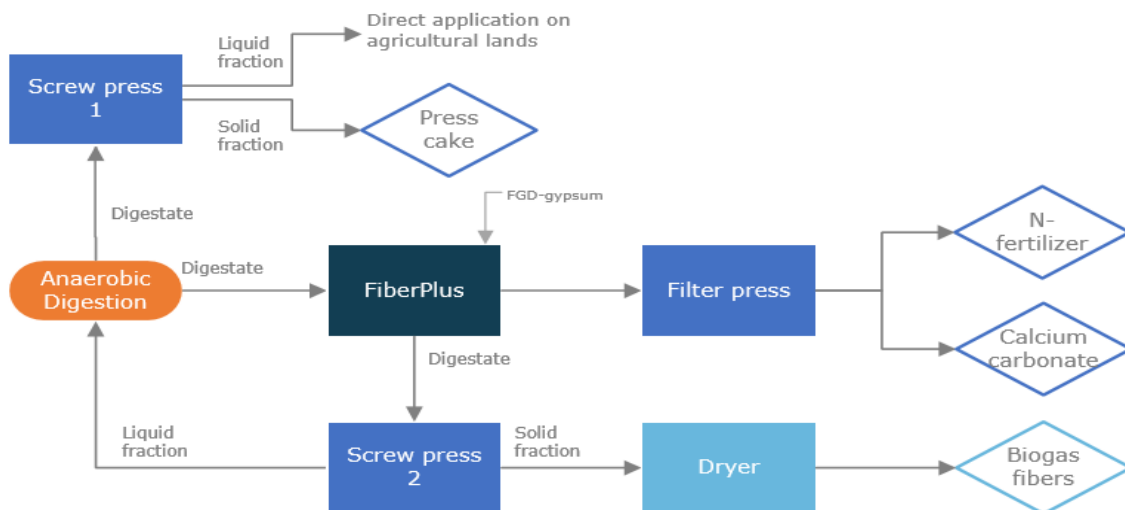 Direct application on
agricultural lands
Liquid
fraction
Screw press
1
Solid
fraction
Press
cake
Digestate
FGD-gypsum
N-
fertilizer
Anaerobic
Digestion
Digestate
FiberPlus
Filter press
Digestate
Calcium
carbonate
Liquid
fraction
Screw press
2
Solid
fraction
Dryer
Biogas
fibers